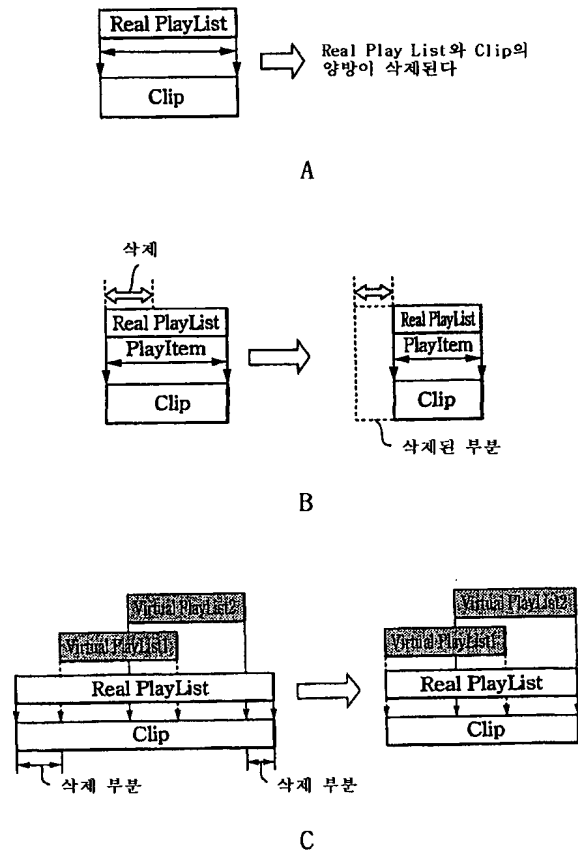 Real PlayList
Clip
Real Play List와 Clip의
양방이 삭제된다
A
삭제
Real PlayList
PlayItem
Clip
Real PlayList
PlayItem
Clip
삭제된 부분
B
Virtual PlayList2
Virtual PlayList1
Real PlayList
Clip
삭제 부분
삭제 부분
Virtual PlayList2
Virtual PlayList1
Real PlayList
Clip
C